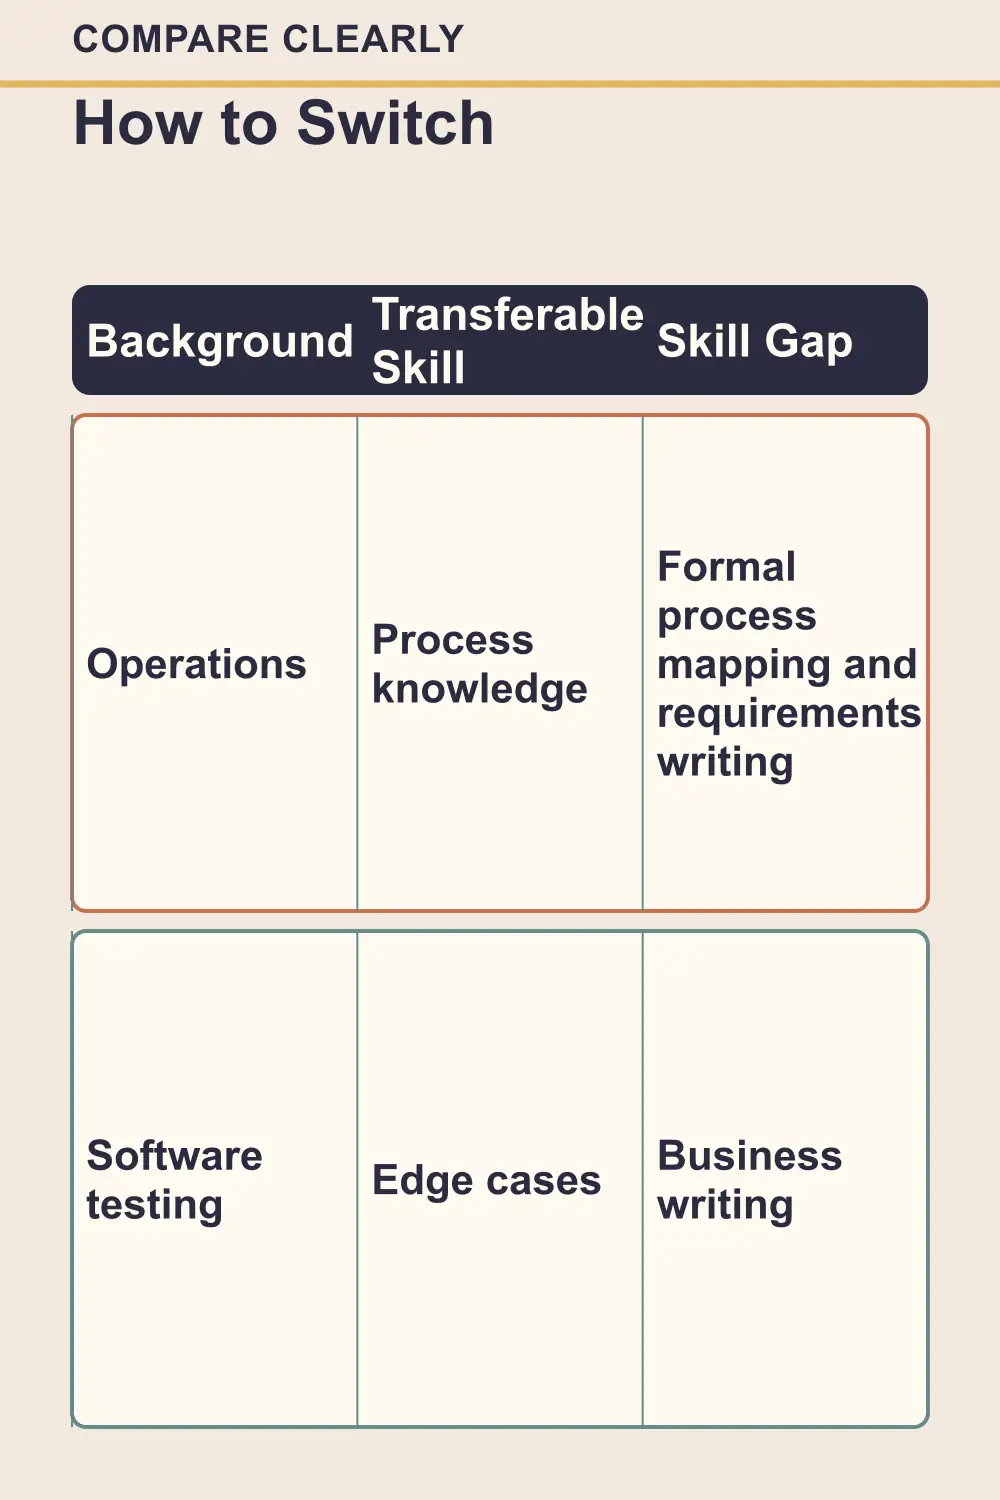 COMPARE CLEARLY
How to Switch
Background
Transferable
Skill
Skill Gap
Operations
Process
knowledge
Formal
process
mapping and
requirements
writing
Software
testing
Edge cases
Business
writing